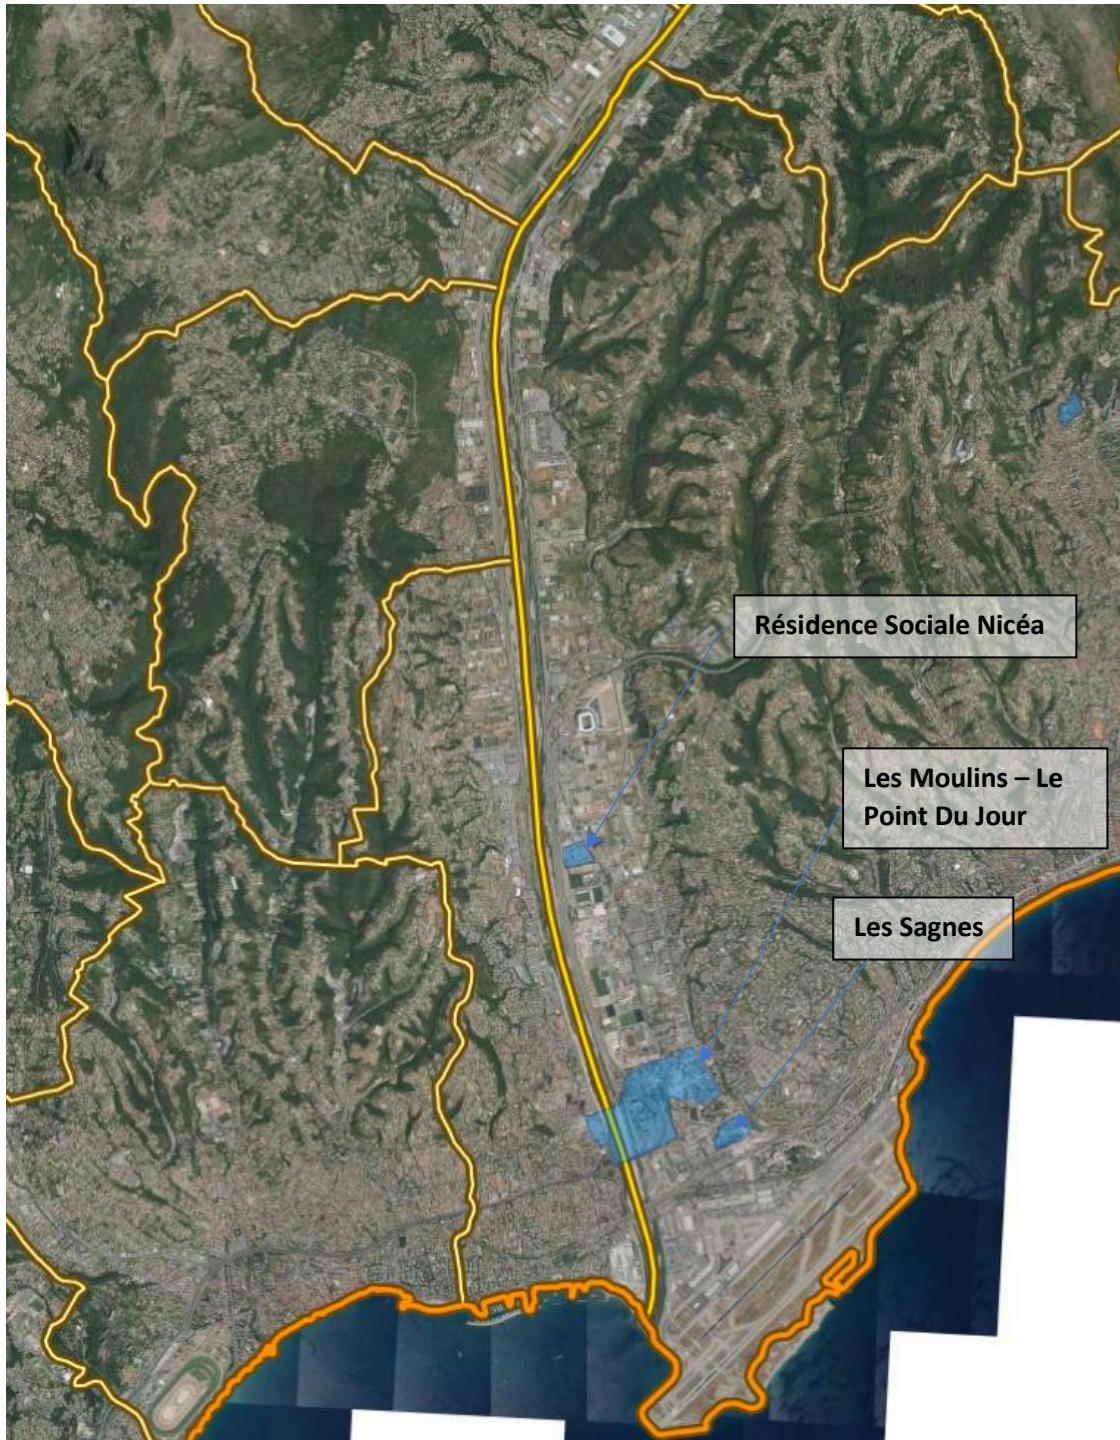 Résidence Sociale Nicéa
Les Moulins – Le
Point Du Jour
Les Sagnes